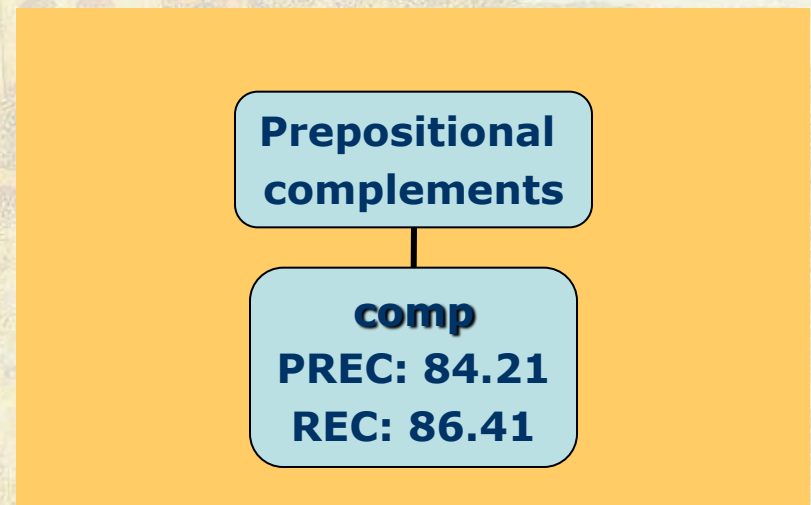 Prepositional
complements
comp
PREC: 84.21
REC: 86.41